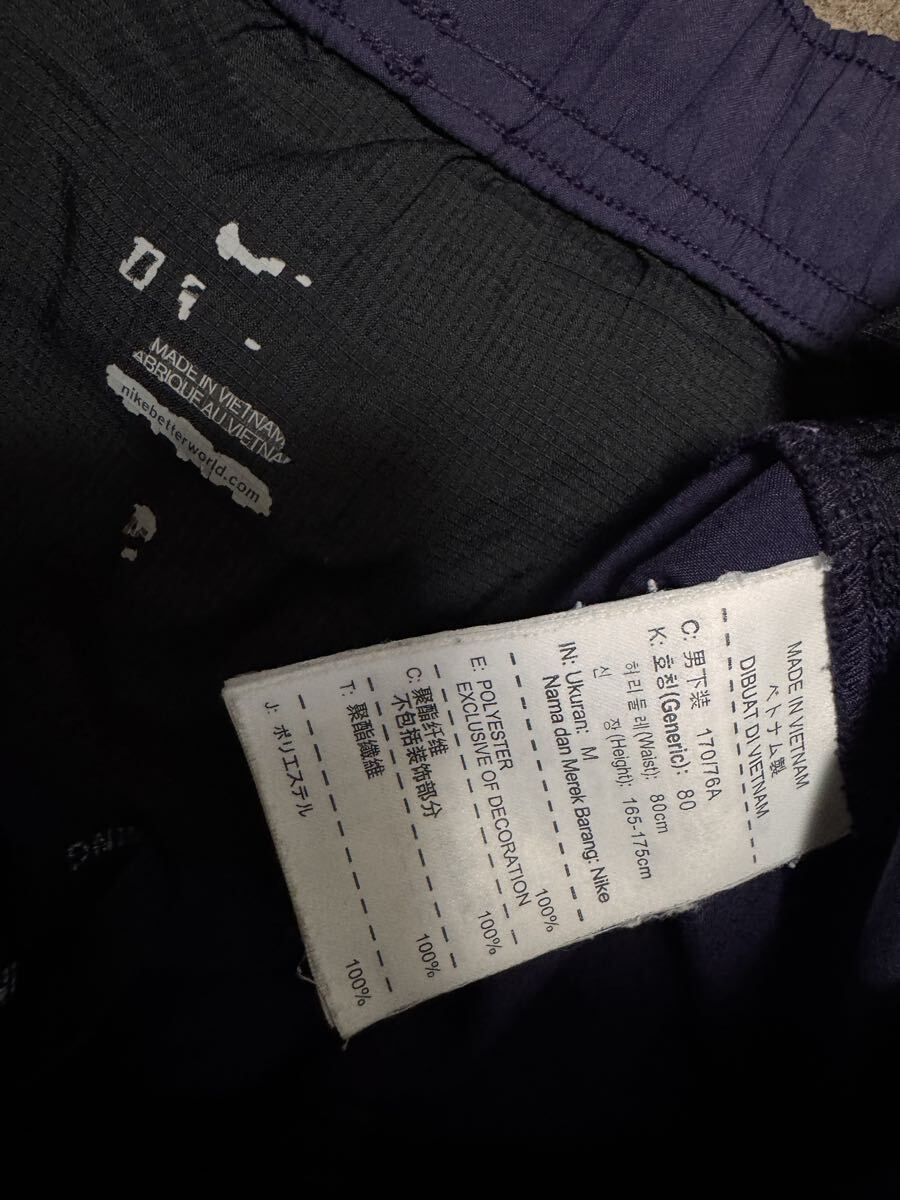 MADE IN VIETNAM
ABRIQUE AU VIETNA
nikebetterworld.com
MADE IN VIETNAM
ベトナム製
DIBUAT DI VIETNAM
C: 男下装 170/76A
K: 호칭(Generic): 80
허리둘레(Waist): 80cm
신 장(Height): 165-175cm
IN: Ukuran: M
Nama dan Merek Barang: Nike
E: POLYESTER 100%
EXCLUSIVE OF DECORATION
C: 聚酯纤维 100%
不包括装饰部分
T: 聚酯纖維 100%
J: ポリエステル 100%